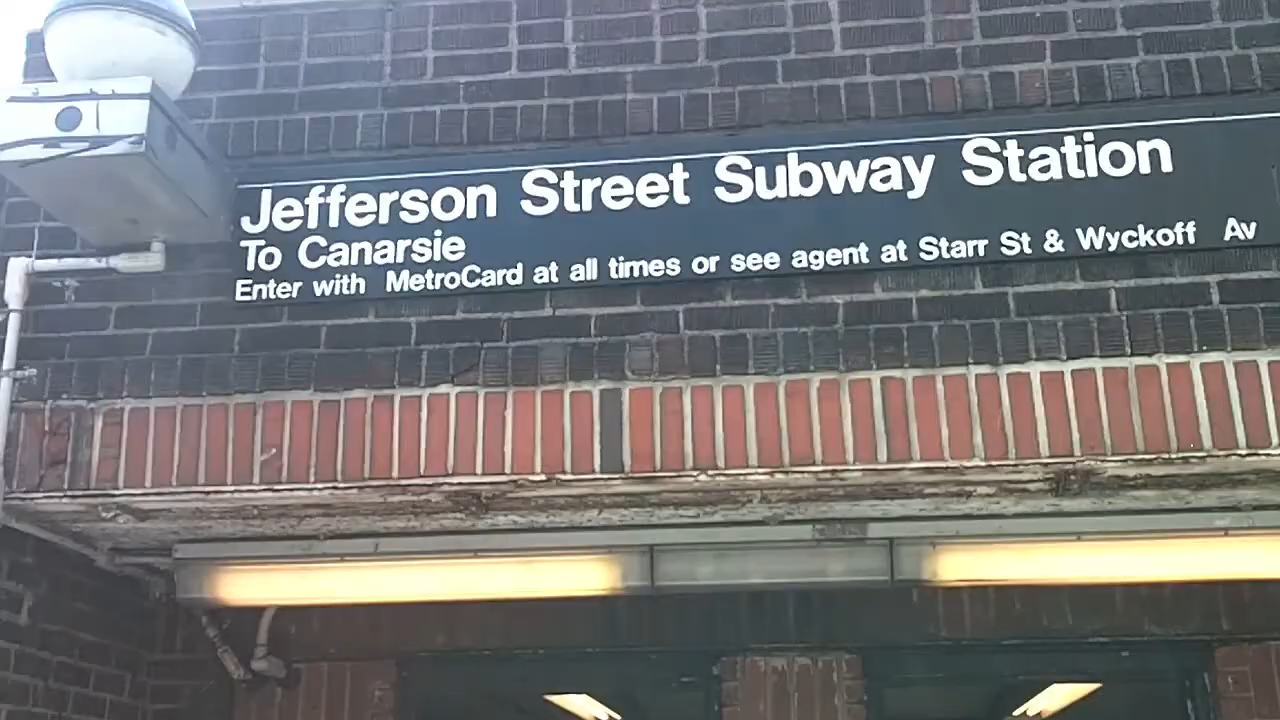 Jefferson Street Subway Station
To Canarsie
Enter with MetroCard at all times or see agent at Starr St & Wyckoff Av